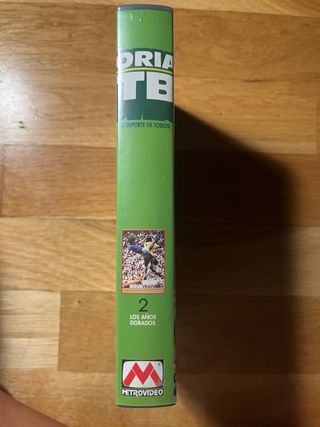 ORIA
TB
DEPORTE DE TODOS
2
LOS AÑOS
DORADOS
M
METROVIDEO